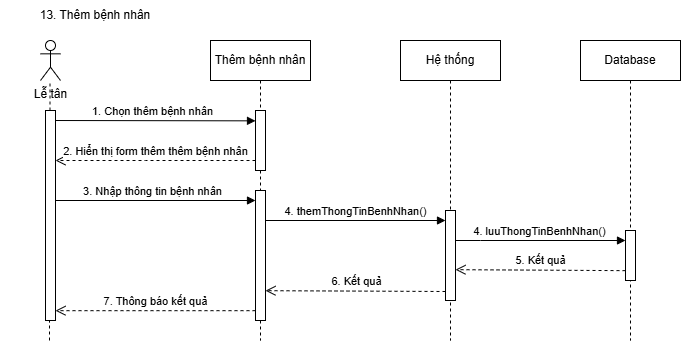 13. Thêm bệnh nhân
Thêm bệnh nhân
Hệ thống
Database
Lễ tân
1. Chọn thêm bệnh nhân
2. Hiển thị form thêm thêm bệnh nhân
3. Nhập thông tin bệnh nhân
4. themThongTinBenhNhan()
4. luuThongTinBenhNhan()
5. Kết quả
6. Kết quả
7. Thông báo kết quả